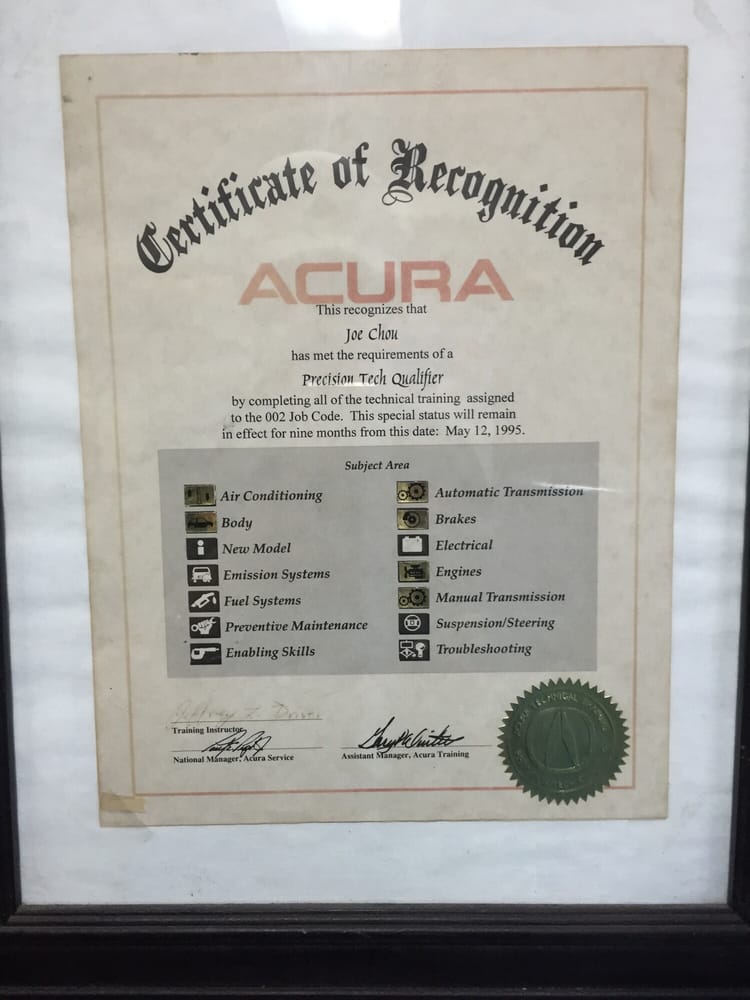 Certificate of Recognition
ACURA
This recognizes that
Joe Chou
has met the requirements of a
Precision Tech Qualifier
by completing all of the technical training assigned
to the 002 Job Code. This special status will remain
in effect for nine months from this date: May 12, 1995.
Subject Area
Air Conditioning
Body
New Model
Emission Systems
Fuel Systems
Preventive Maintenance
Enabling Skills
Automatic Transmission
Brakes
Electrical
Engines
Manual Transmission
Suspension/Steering
Troubleshooting
Training Instructor
National Manager, Acura Service
Assistant Manager, Acura Training